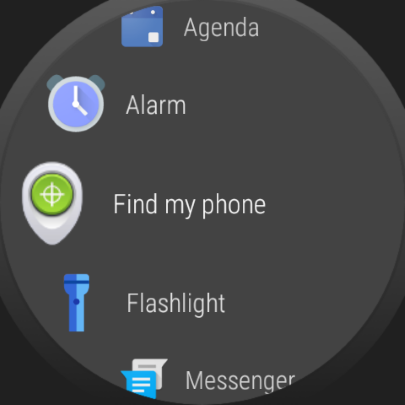 Agenda
Alarm
Find my phone
Flashlight
Messenger